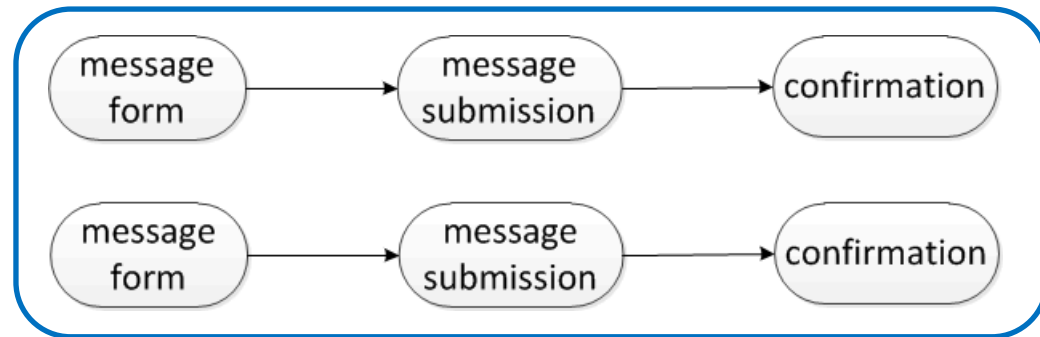 message
form
message
submission
confirmation
message
form
message
submission
confirmation